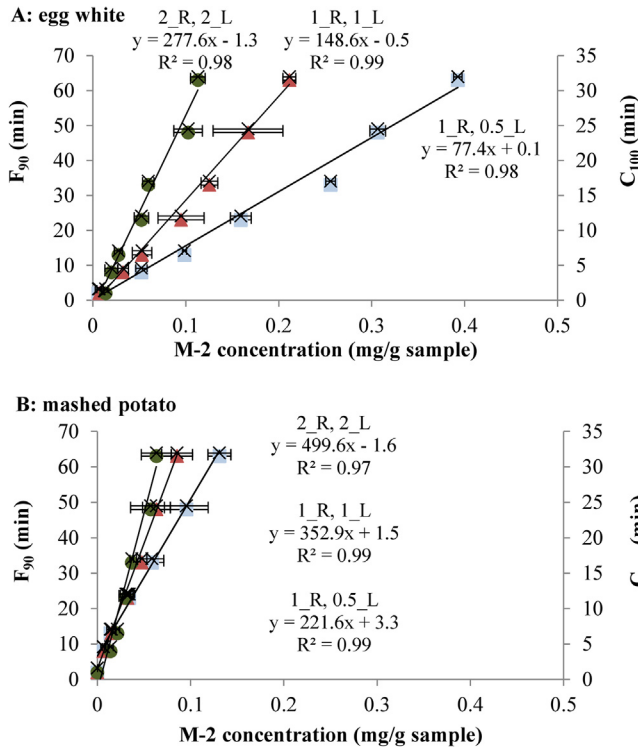 A: egg white
2_R, 2_L
y = 277.6x - 1.3
R² = 0.98
1_R, 1_L
y = 148.6x - 0.5
R² = 0.99
1_R, 0.5_L
y = 77.4x + 0.1
R² = 0.98
F90 (min)
70
60
50
40
30
20
10
0
C100 (min)
35
30
25
20
15
10
5
0
0 0.1 0.2 0.3 0.4 0.5
M-2 concentration (mg/g sample)
B: mashed potato
2_R, 2_L
y = 499.6x - 1.6
R² = 0.97
1_R, 1_L
y = 352.9x + 1.5
R² = 0.99
1_R, 0.5_L
y = 221.6x + 3.3
R² = 0.99
F90 (min)
70
60
50
40
30
20
10
0
C (min)
35
30
25
20
15
10
5
0
0 0.1 0.2 0.3 0.4 0.5
M-2 concentration (mg/g sample)